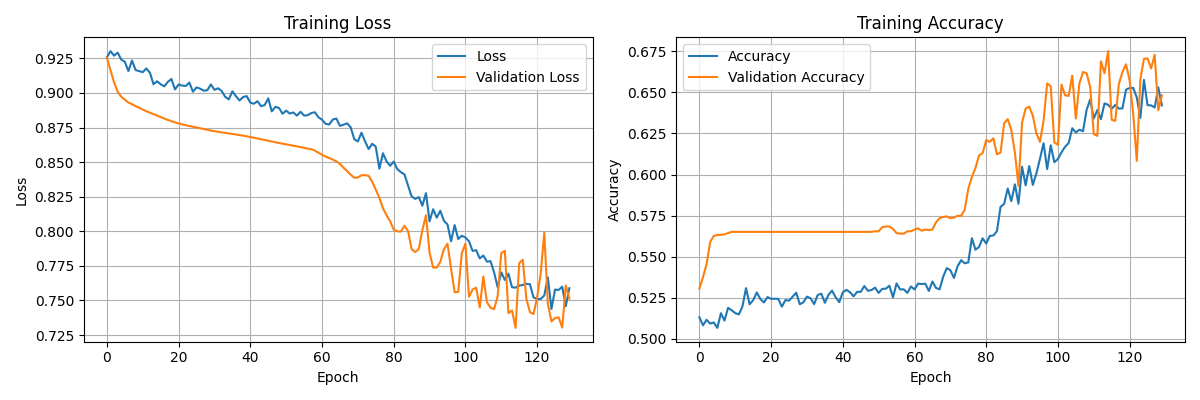 Training Loss
Loss
Validation Loss
0.925
0.900
0.875
0.850
0.825
0.800
0.775
0.750
0.725
Loss
0 20 40 60 80 100 120
Epoch
Training Accuracy
Accuracy
Validation Accuracy
0.675
0.650
0.625
0.600
0.575
0.550
0.525
0.500
Accuracy
0 20 40 60 80 100 120
Epoch